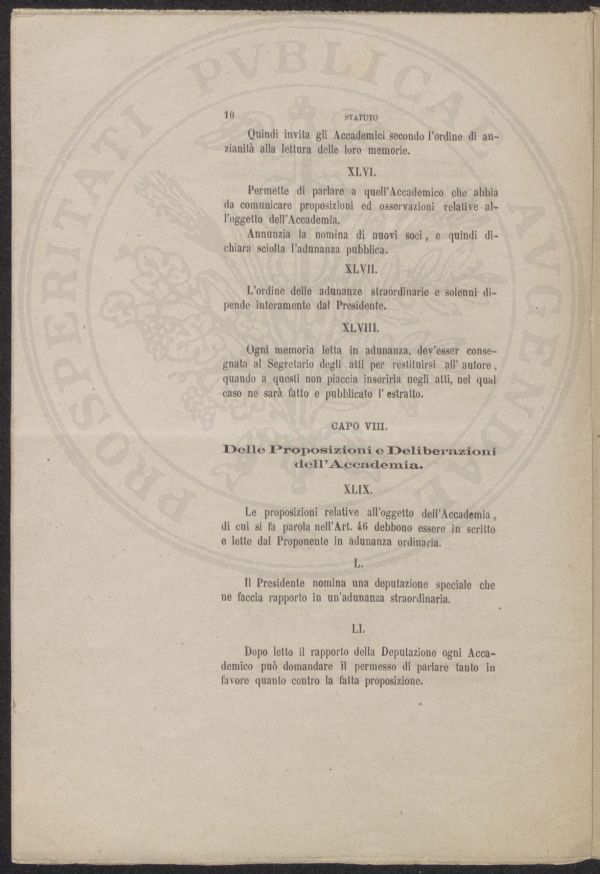 PROSPERITATI PVBLICAE AVGENDAE
10 STATUTO
Quindi invita gli Accademici secondo l'ordine di an-
zianità alla lettura delle loro memorie.
XLVI.
Permette di parlare a quell'Accademico che abbia
da comunicare proposizioni ed osservazioni relative al-
l'oggetto dell'Accademia.
Annunzia la nomina di nuovi soci, e quindi di-
chiara sciolta l'adunanza pubblica.
XLVII.
L'ordine delle adunanze straordinarie e solenni di-
pende interamente dal Presidente.
XLVIII.
Ogni memoria letta in adunanza, dev'esser conse-
gnata al Segretario degli atti per restituirsi all'autore,
quando a questi non piaccia inserirla negli atti, nel qual
caso ne sarà fatto e pubblicato l'estratto.
CAPO VIII.
Delle Proposizioni e Deliberazioni
dell'Accademia.
XLIX.
Le proposizioni relative all'oggetto dell'Accademia,
di cui si fa parola nell'Art. 46 debbono essere in scritto
e lette dal Proponente in adunanza ordinaria.
L.
Il Presidente nomina una deputazione speciale che
ne faccia rapporto in un'adunanza straordinaria.
LI.
Dopo letto il rapporto della Deputazione ogni Acca-
demico può domandare il permesso di parlare tanto in
favore quanto contro la fatta proposizione.